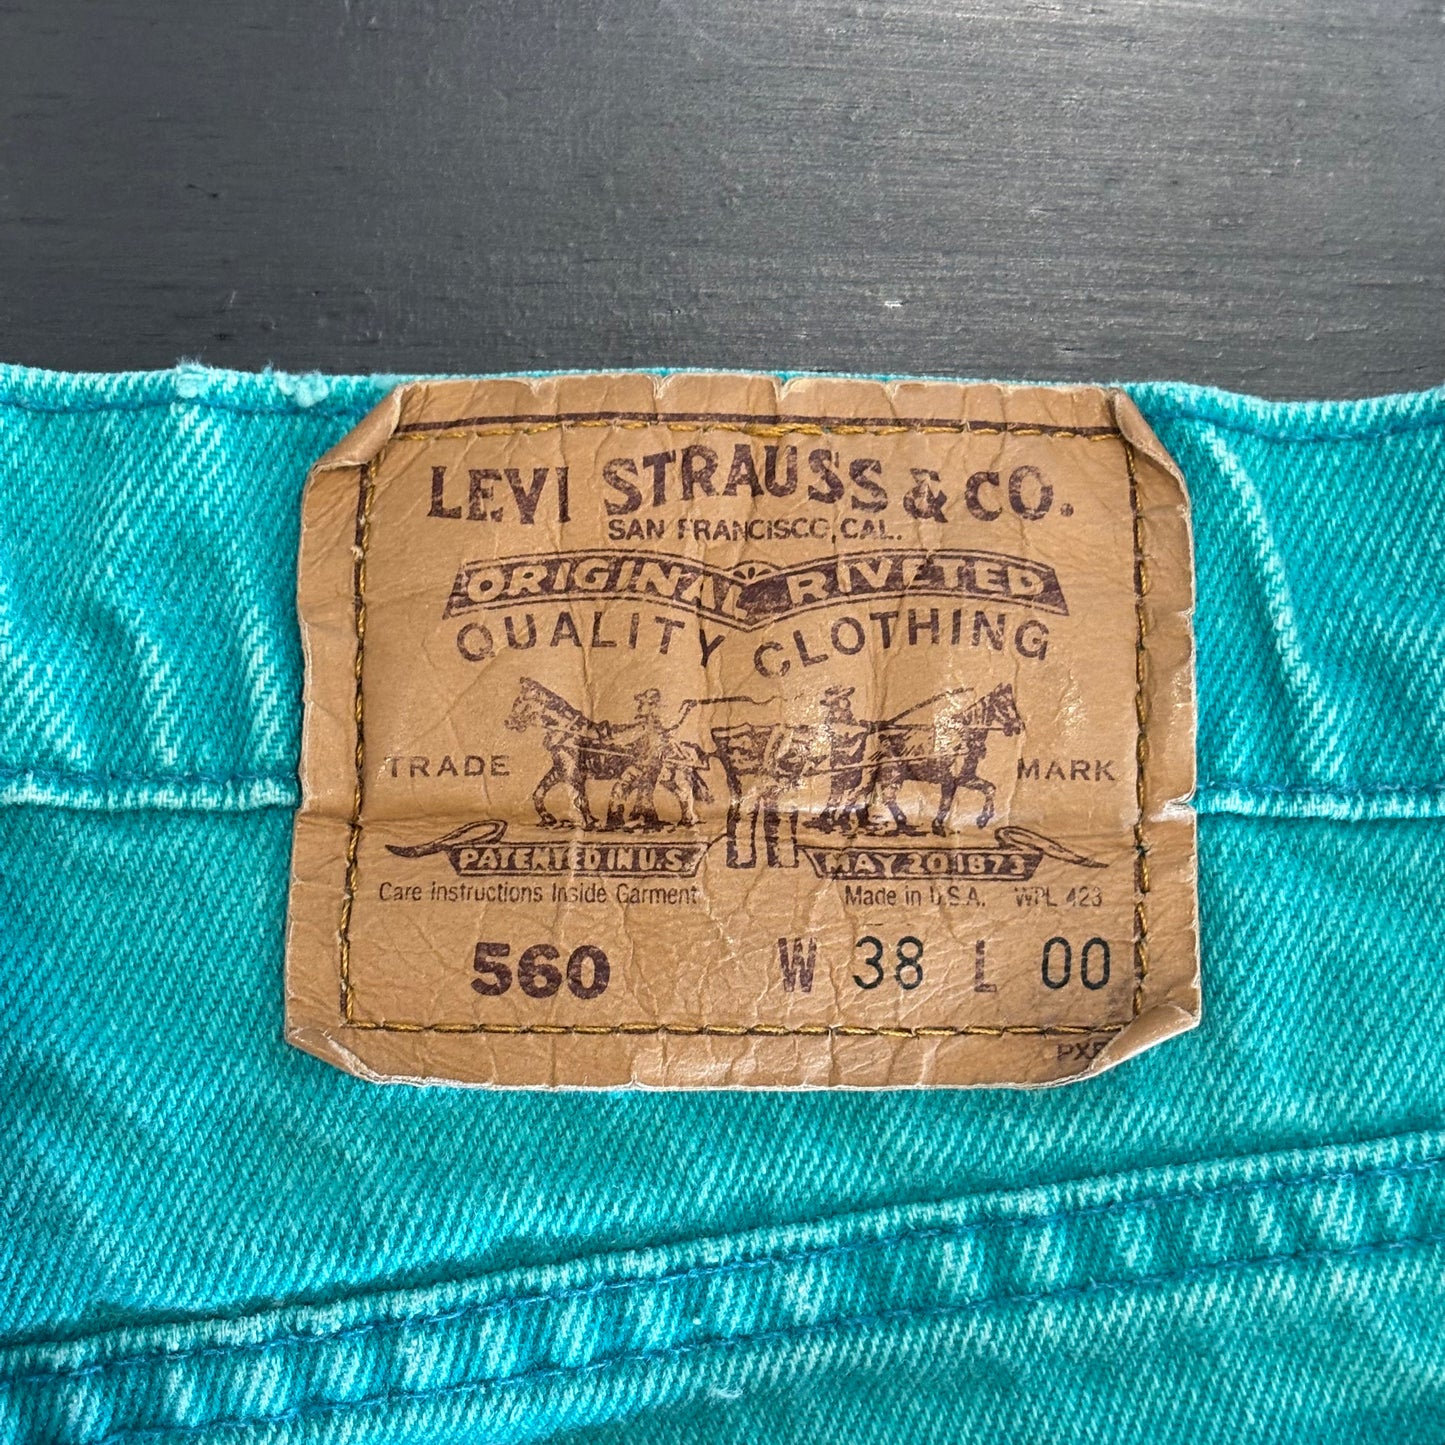 LEVI STRAUSS & CO.
SAN FRANCISCO, CAL.
ORIGINAL RIVETED
QUALITY CLOTHING
TRADE MARK
PATENTED IN U.S. MAY 20 1873
Care Instructions Inside Garment Made in U.S.A. WPL 423
560 W 38 L 00